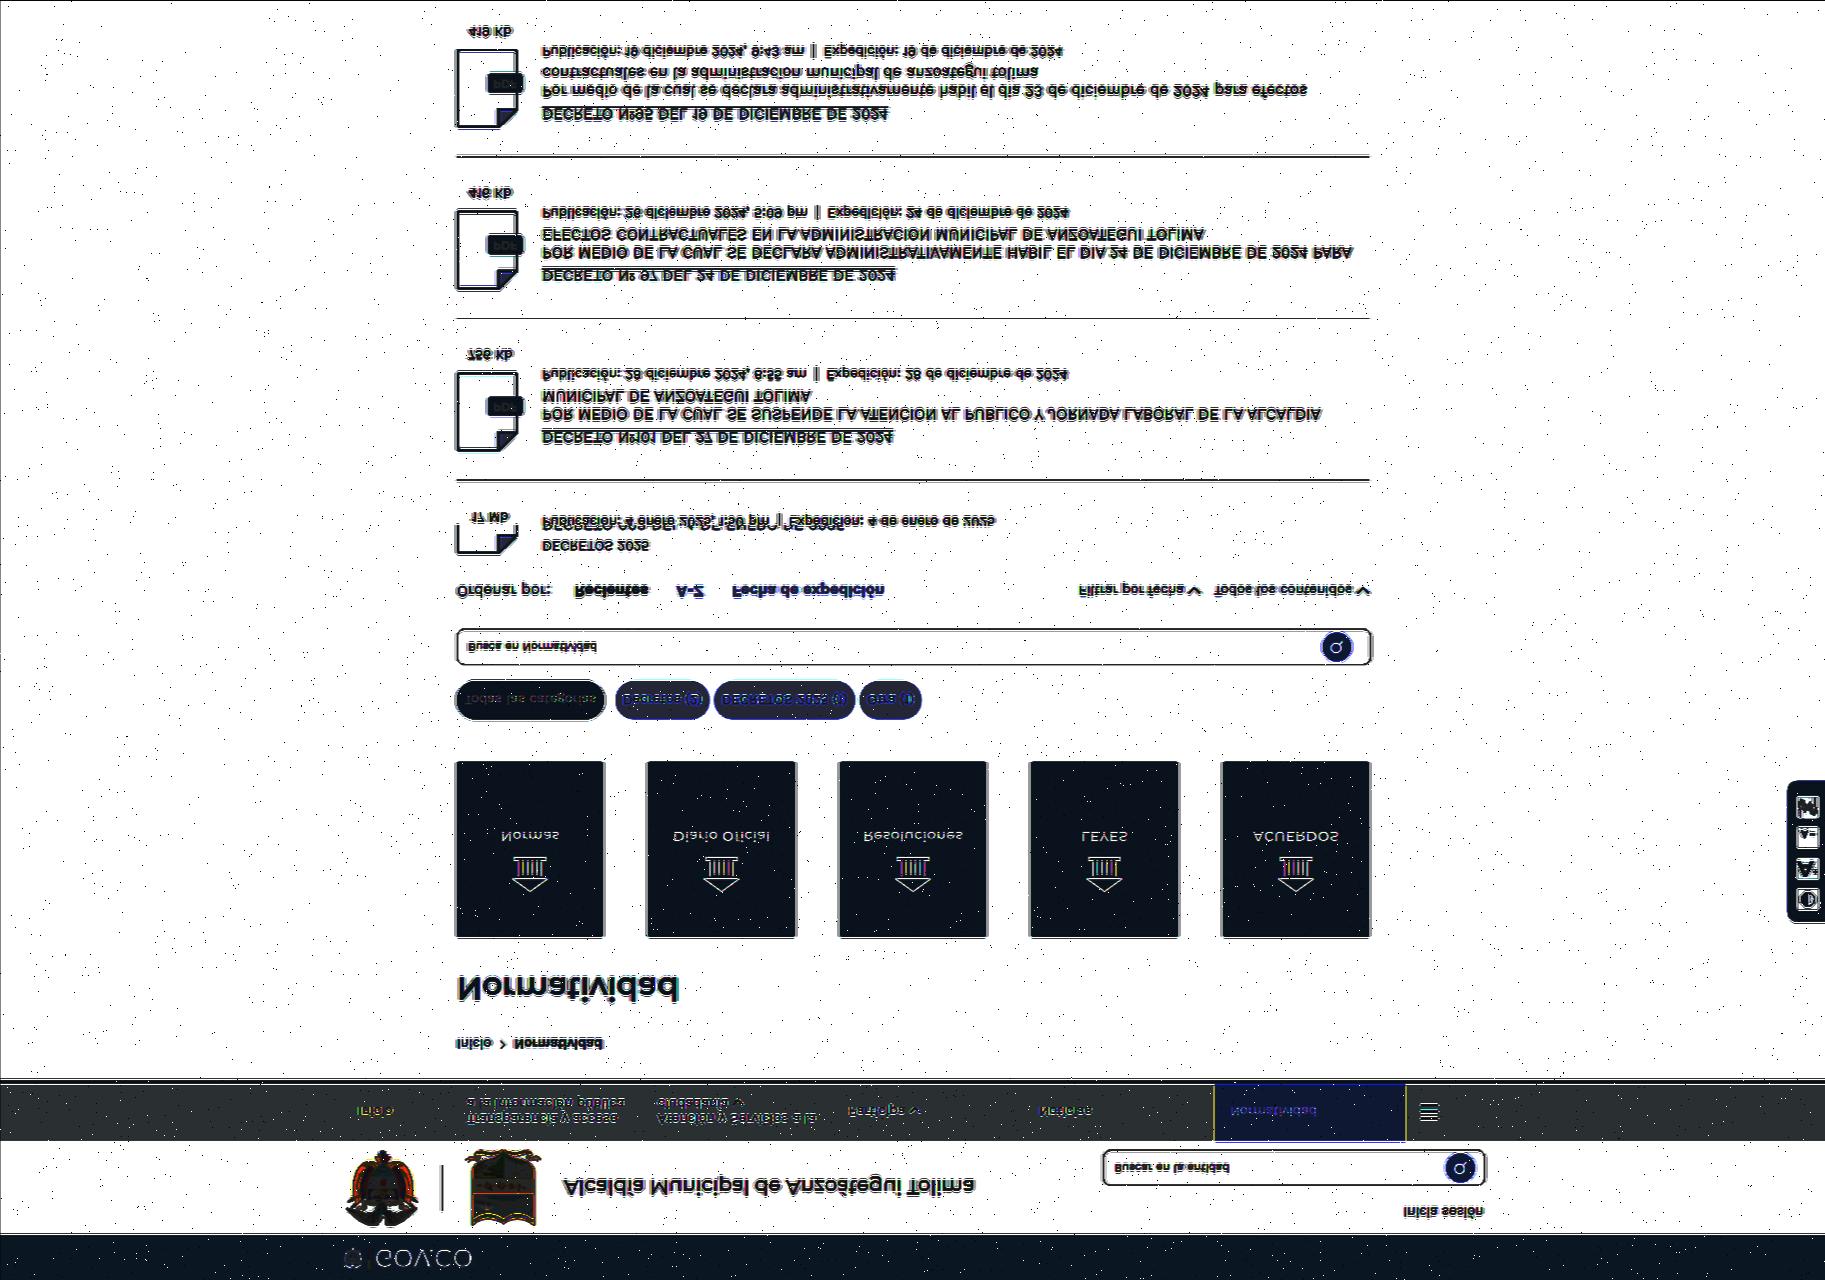 GOV.CO
Inicia sesión
Alcaldía Municipal de Anzoátegui Tolima
Buscar en la entidad
Inicio
Transparencia y acceso
a la información pública
Atención y Servicios a la
ciudadanía
Participa
Noticias
Normatividad
Inicio > Normatividad
Normatividad
Normas
Diario Oficial
Resoluciones
LEYES
ACUERDOS
Todas las categorías
Decretos (2)
DECRETOS 2025 (1)
Busca en Normatividad
Ordenar por: Recientes A-Z Fecha de expedición
Filtrar por fecha Todos los contenidos
DECRETOS 2025
Publicación: 4 enero 2025, 1:50 pm | Expedición: 4 de enero de 2025
17 Mb
DECRETO Nº101 DEL 27 DE DICIEMBRE DE 2024
POR MEDIO DE LA CUAL SE SUSPENDE LA ATENCION AL PUBLICO Y JORNADA LABORAL DE LA ALCALDIA
MUNICIPAL DE ANZOATEGUI TOLIMA
Publicación: 28 diciembre 2024, 8:55 am | Expedición: 28 de diciembre de 2024
PDF
756 Kb
DECRETO Nº 97 DEL 24 DE DICIEMBRE DE 2024
POR MEDIO DE LA CUAL SE DECLARA ADMINISTRATIVAMENTE HABIL EL DIA 24 DE DICIEMBRE DE 2024 PARA
EFECTOS CONTRACTUALES EN LA ADMINISTRACION MUNICIPAL DE ANZOATEGUI TOLIMA
Publicación: 26 diciembre 2024, 5:09 pm | Expedición: 24 de diciembre de 2024
PDF
416 Kb
DECRETO Nº95 DEL 19 DE DICIEMBRE DE 2024
Por medio de la cual se declara administrativamente habil el dia 23 de diciembre de 2024 para efectos
contractuales en la administracion municipal de anzoategui tolima
Publicación: 19 diciembre 2024, 9:43 am | Expedición: 19 de diciembre de 2024
PDF
419 Kb